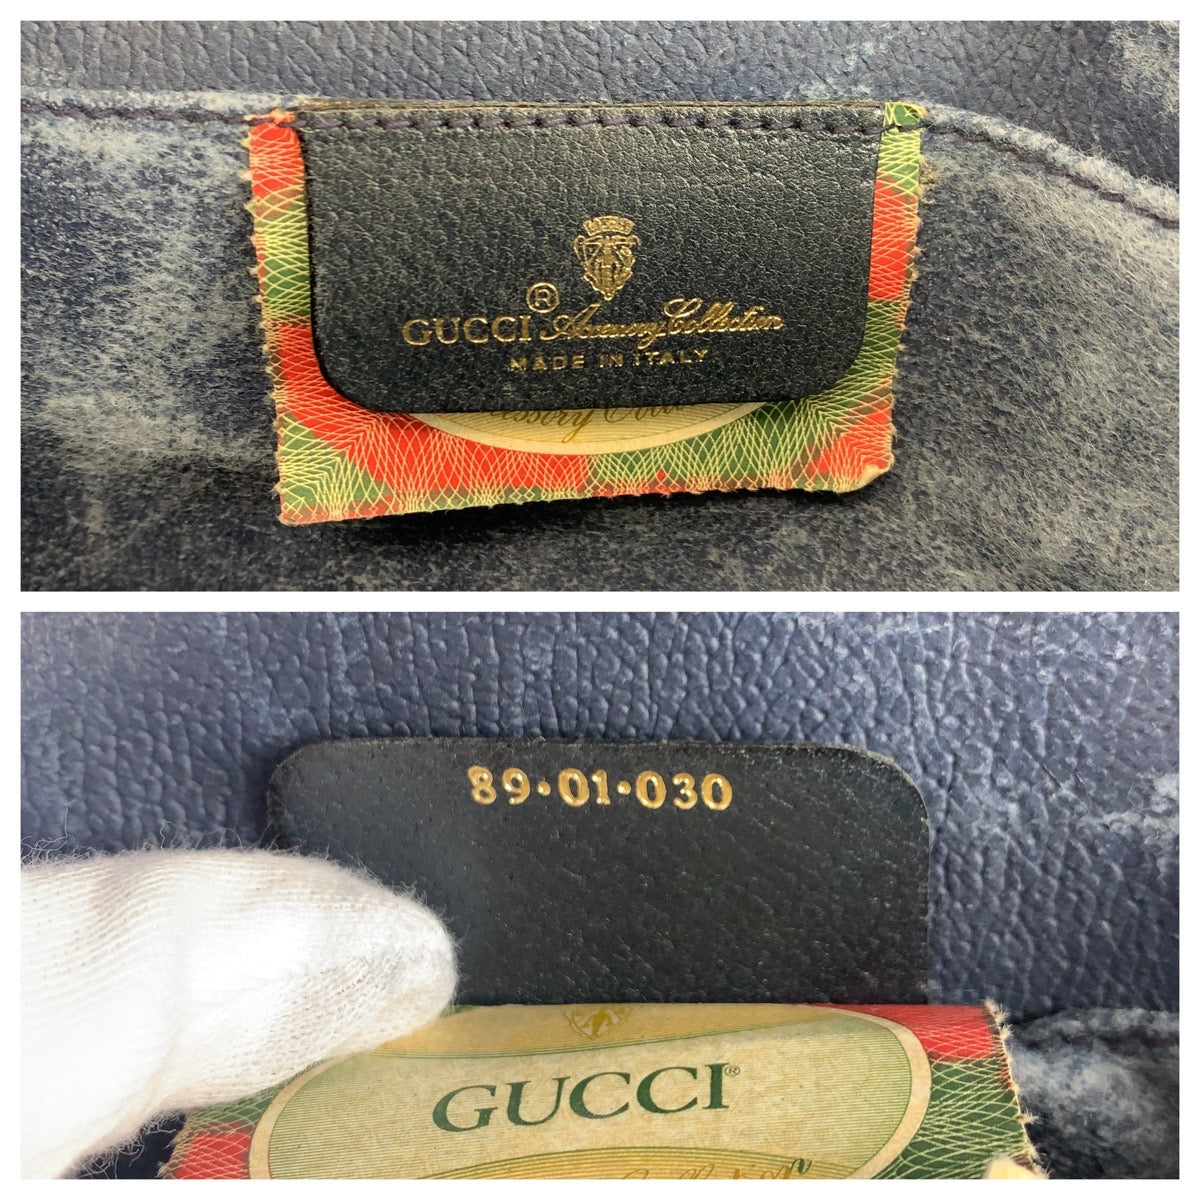 ®
GUCCI Accessory Collection
MADE IN ITALY
89·01·030
GUCCI®